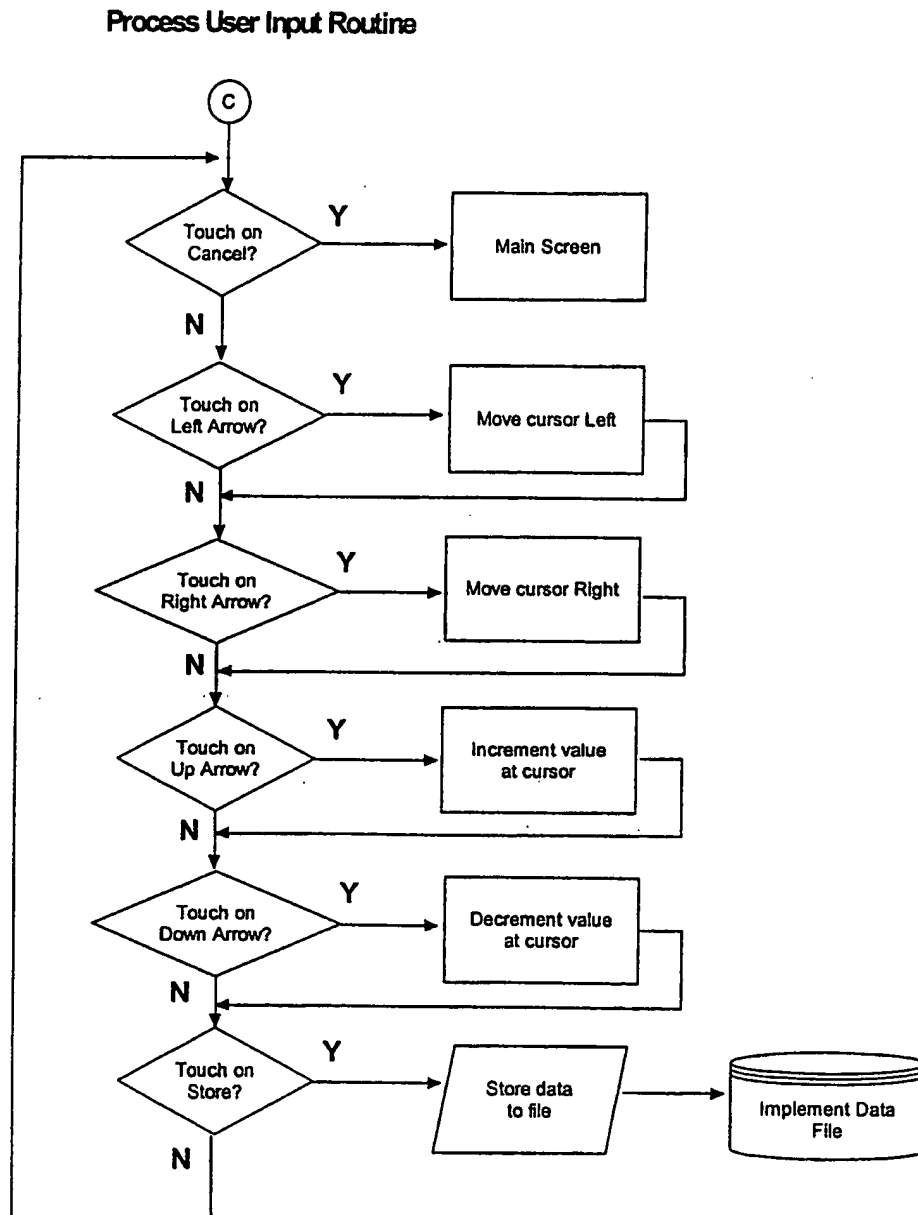 Process User Input Routine
C
Touch on
Cancel?
Y
Main Screen
N
Touch on
Left Arrow?
Y
Move cursor Left
N
Touch on
Right Arrow?
Y
Move cursor Right
N
Touch on
Up Arrow?
Y
Increment value
at cursor
N
Touch on
Down Arrow?
Y
Decrement value
at cursor
N
Touch on
Store?
Y
Store data
to file
Implement Data
File
N